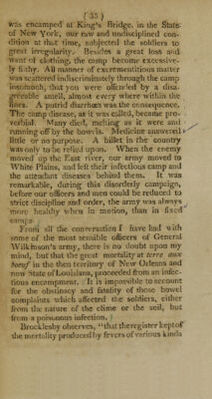 ( 33 )
was encamped at King's Bridge, in the State
of New York, our raw and undisciplined con-
dition at that time, subjected the soldiers to
great irregularity. Besides a great loss and
want of clothing, the camp become excessive-
ly filthy. All manner of excrementitious matter
was scattered indiscriminately through the camp
insomuch, that you were offended by a disa-
greeable smell, almost every where within the
lines. A putrid diarrhœa was the consequence.
The camp disease, as it was called, became pro-
verbial. Many died, melting as it were and
running off by the bowels. Medicine answered
little or no purpose. A billet in the country
was only to be relied upon. When the enemy
moved up the East river, our army moved to
White Plains, and left their infectious camp and
the attendant diseases behind them. It was
remarkable, during this disorderly campaign,
before our officers and men could be reduced to
strict discipline and order, the army was always
more healthy when in motion, than in fixed
camps.
From all the conversation I have had with
some of the most sensible officers of General
Wilkinson's army, there is no doubt upon my
mind, but that the great mortality at terre aux
boeuf in the then territory of New Orleans and
now State of Louisiana, proceeded from an infec-
tious encampment. It is impossible to account
for the obstinacy and fatality of those bowel
complaints which affected the soldiers, either
from the nature of the clime or the soil, but
from a poisonous infection.
Brocklesby observes, "that the register kept of
the mortality produced by fevers of various kinds